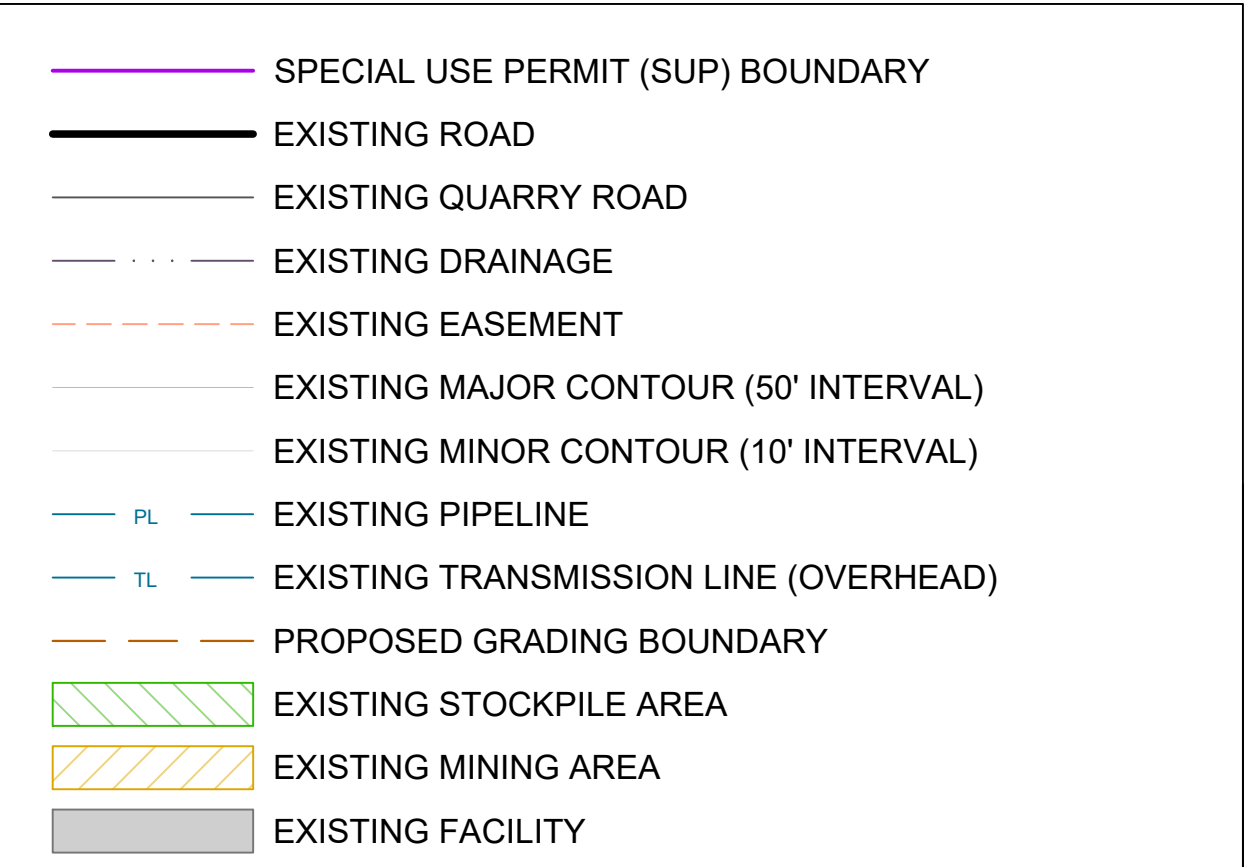 SPECIAL USE PERMIT (SUP) BOUNDARY
EXISTING ROAD
EXISTING QUARRY ROAD
EXISTING DRAINAGE
EXISTING EASEMENT
EXISTING MAJOR CONTOUR (50' INTERVAL)
EXISTING MINOR CONTOUR (10' INTERVAL)
PL EXISTING PIPELINE
TL EXISTING TRANSMISSION LINE (OVERHEAD)
PROPOSED GRADING BOUNDARY
EXISTING STOCKPILE AREA
EXISTING MINING AREA
EXISTING FACILITY